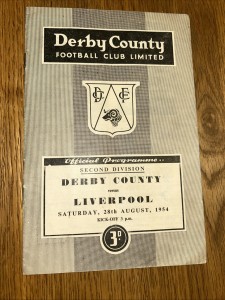 Derby County
FOOTBALL CLUB LIMITED
D C
F C
Official Programme..
SECOND DIVISION
DERBY COUNTY
versus
LIVERPOOL
SATURDAY, 28th AUGUST, 1954
KICK-OFF 3 p.m.
3D